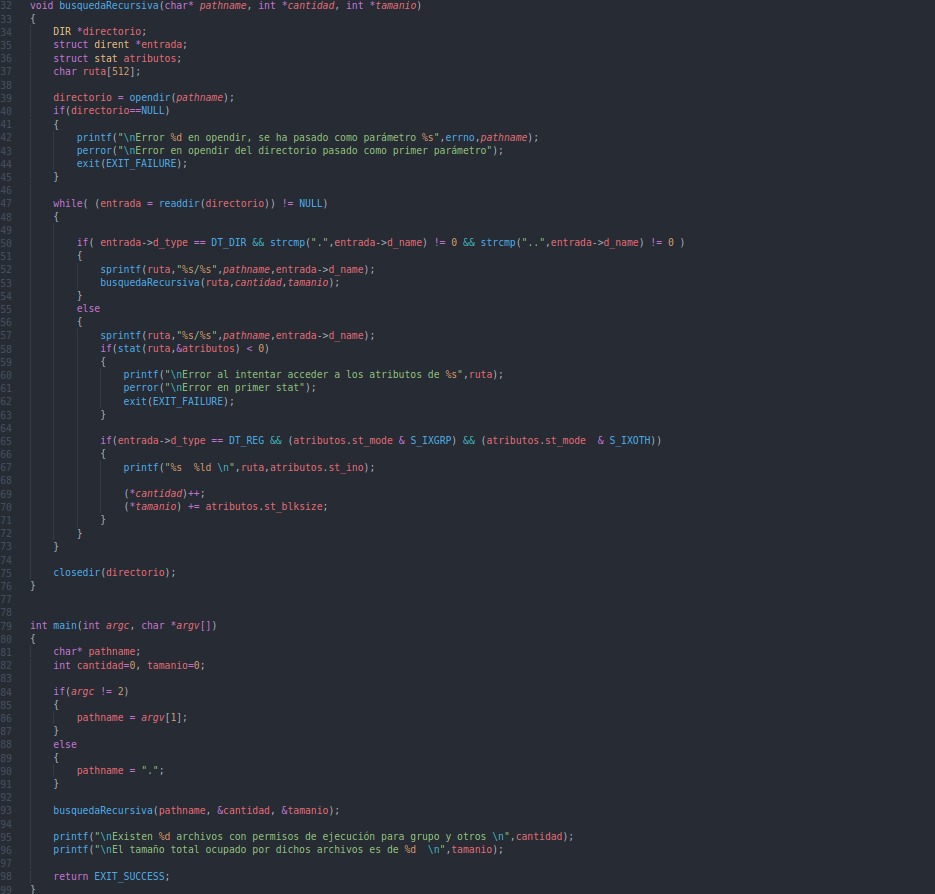 32 void busquedaRecursiva(char* pathname, int *cantidad, int *tamanio)
33 {
34     DIR *directorio;
35     struct dirent *entrada;
36     struct stat atributos;
37     char ruta[512];
38
39     directorio = opendir(pathname);
40     if(directorio==NULL)
41     {
42         printf("\nError %d en opendir, se ha pasado como parámetro %s",errno,pathname);
43         perror("\nError en opendir del directorio pasado como primer parámetro");
44         exit(EXIT_FAILURE);
45     }
46
47     while( (entrada = readdir(directorio)) != NULL)
48     {
49
50         if( entrada->d_type == DT_DIR && strcmp(".",entrada->d_name) != 0 && strcmp("..",entrada->d_name) != 0 )
51         {
52             sprintf(ruta,"%s/%s",pathname,entrada->d_name);
53             busquedaRecursiva(ruta,cantidad,tamanio);
54         }
55         else
56         {
57             sprintf(ruta,"%s/%s",pathname,entrada->d_name);
58             if(stat(ruta,&atributos) < 0)
59             {
60                 printf("\nError al intentar acceder a los atributos de %s",ruta);
61                 perror("\nError en primer stat");
62                 exit(EXIT_FAILURE);
63             }
64
65             if(entrada->d_type == DT_REG && (atributos.st_mode & S_IXGRP) && (atributos.st_mode  & S_IXOTH))
66             {
67                 printf("%s  %ld \n",ruta,atributos.st_ino);
68
69                 (*cantidad)++;
70                 (*tamanio) += atributos.st_blksize;
71             }
72         }
73     }
74
75     closedir(directorio);
76 }
77
78
79 int main(int argc, char *argv[])
80 {
81     char* pathname;
82     int cantidad=0, tamanio=0;
83
84     if(argc != 2)
85     {
86         pathname = argv[1];
87     }
88     else
89     {
90         pathname = ".";
91     }
92
93     busquedaRecursiva(pathname, &cantidad, &tamanio);
94
95     printf("\nExisten %d archivos con permisos de ejecución para grupo y otros \n",cantidad);
96     printf("\nEl tamaño total ocupado por dichos archivos es de %d  \n",tamanio);
97
98     return EXIT_SUCCESS;
99 }